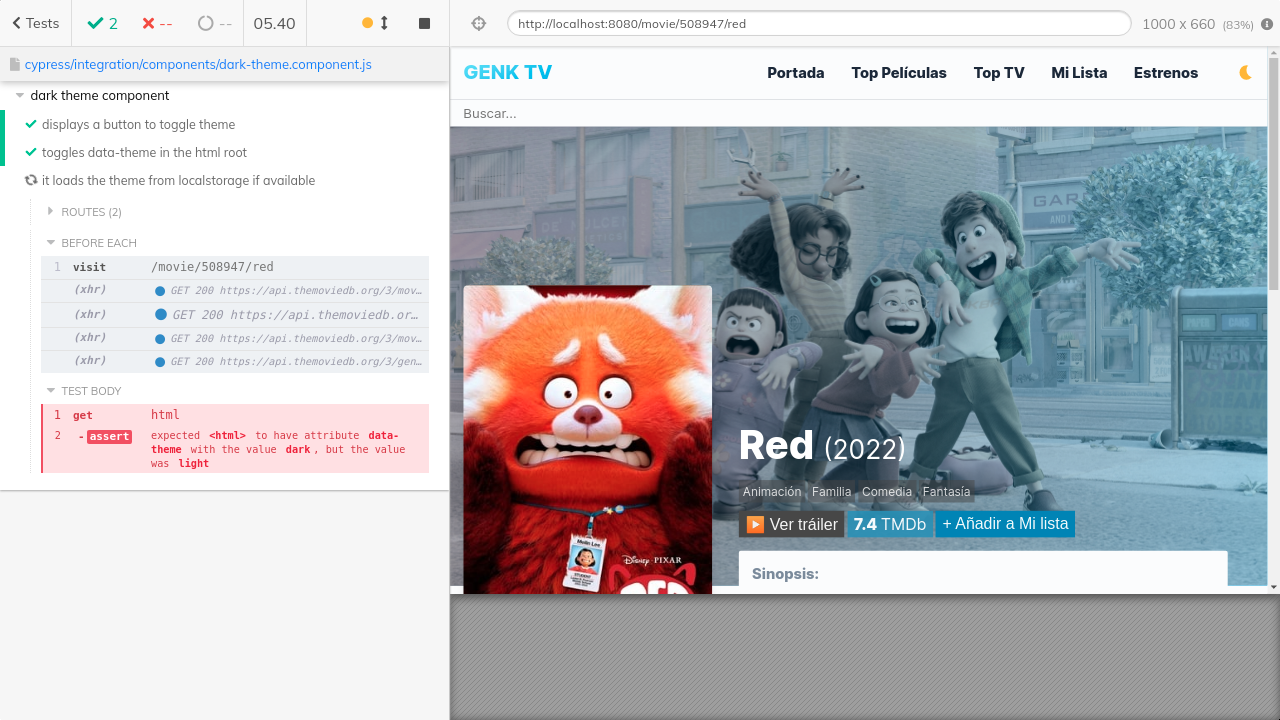 Tests
2
--
--
05.40
http://localhost:8080/movie/508947/red
1000 x 660 (83%)
cypress/integration/components/dark-theme.component.js
dark theme component
displays a button to toggle theme
toggles data-theme in the html root
it loads the theme from localstorage if available
ROUTES (2)
BEFORE EACH
1 visit /movie/508947/red
(xhr) GET 200 https://api.themoviedb.org/3/mov…
(xhr) GET 200 https://api.themoviedb.or…
(xhr) GET 200 https://api.themoviedb.org/3/mov…
(xhr) GET 200 https://api.themoviedb.org/3/gen…
TEST BODY
1 get html
2 -assert expected <html> to have attribute data-
theme with the value dark, but the value
was light
GENK TV
Portada Top Películas Top TV Mi Lista Estrenos
Buscar...
Red (2022)
Animación Familia Comedia Fantasía
Ver tráiler 7.4 TMDb + Añadir a Mi lista
Sinopsis:
Meilin Lee
Disney • PIXAR
RED